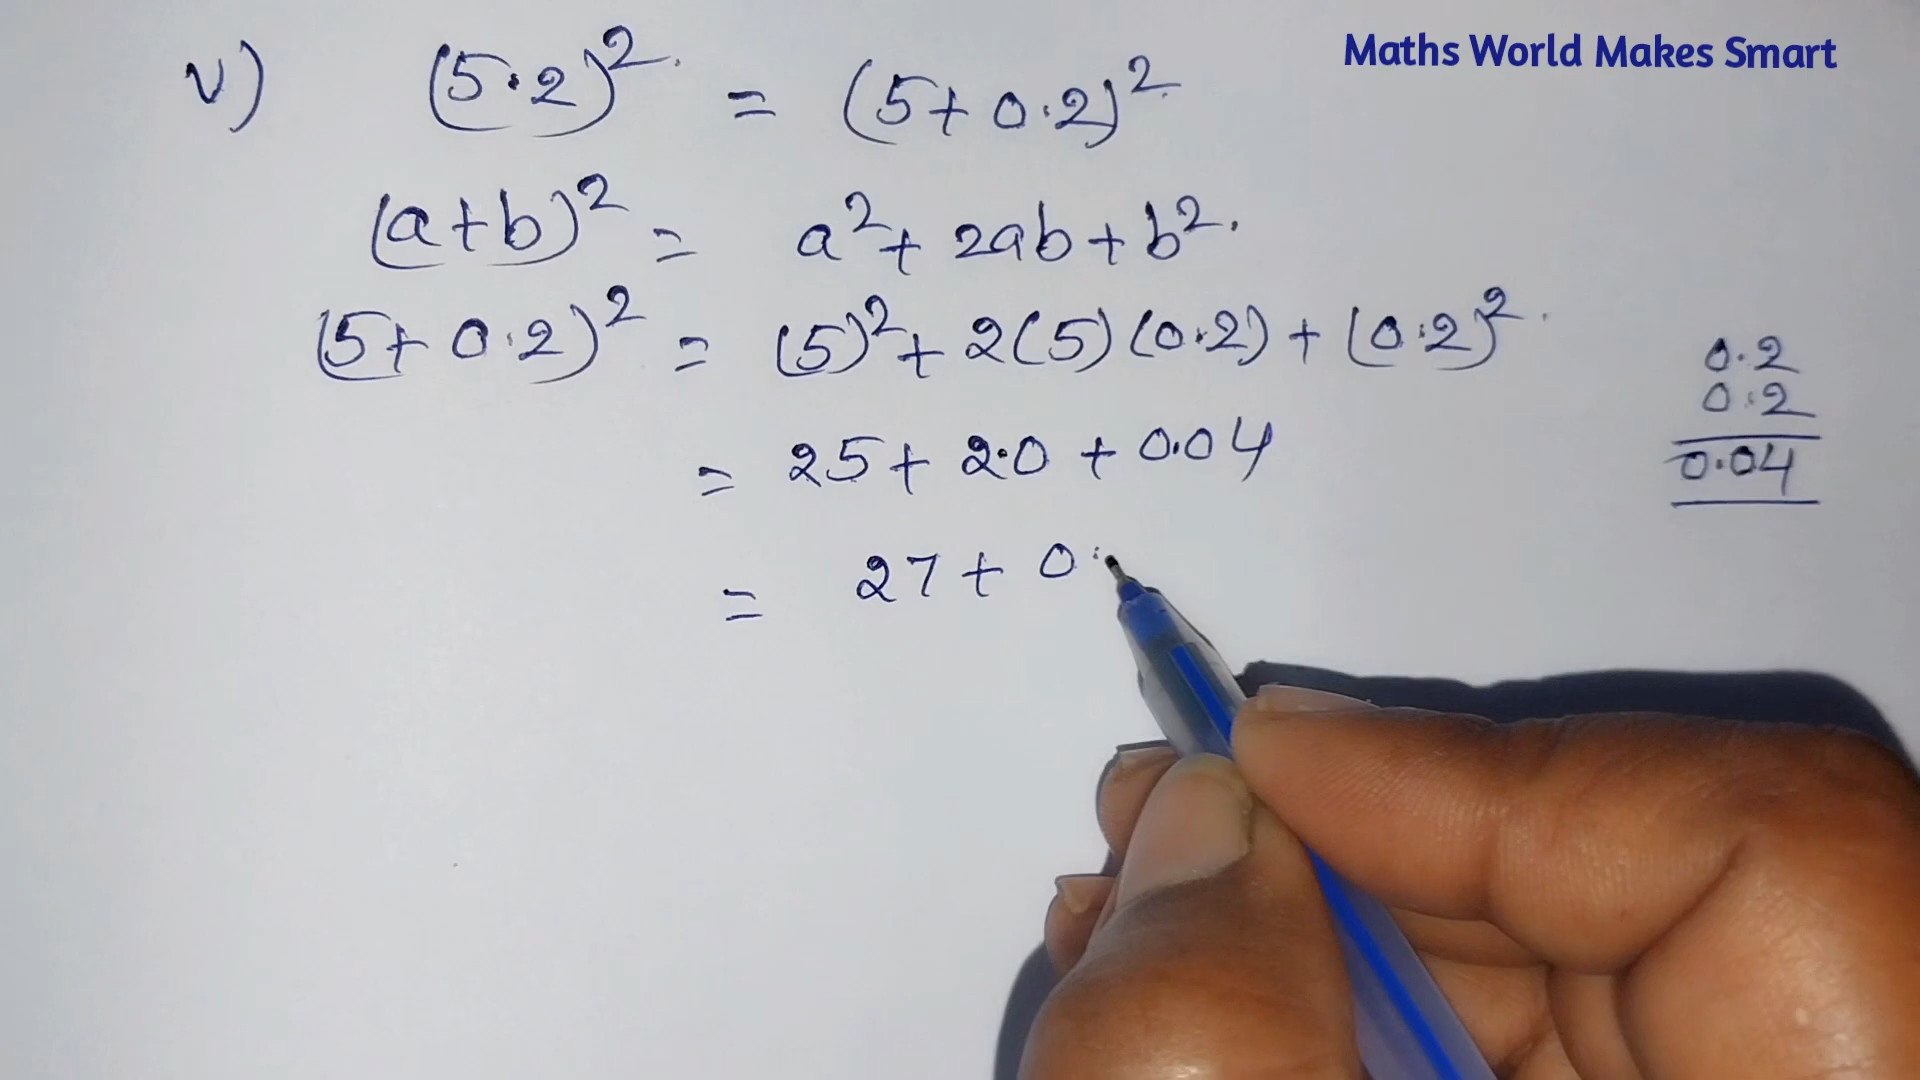 Maths World Makes Smart
v) (5.2)² = (5+0.2)²
(a+b)² = a²+2ab+b².
(5+0.2)² = (5)²+2(5)(0.2)+(0.2)².
= 25+2.0+0.04
= 27+0.
0.2
0.2
0.04